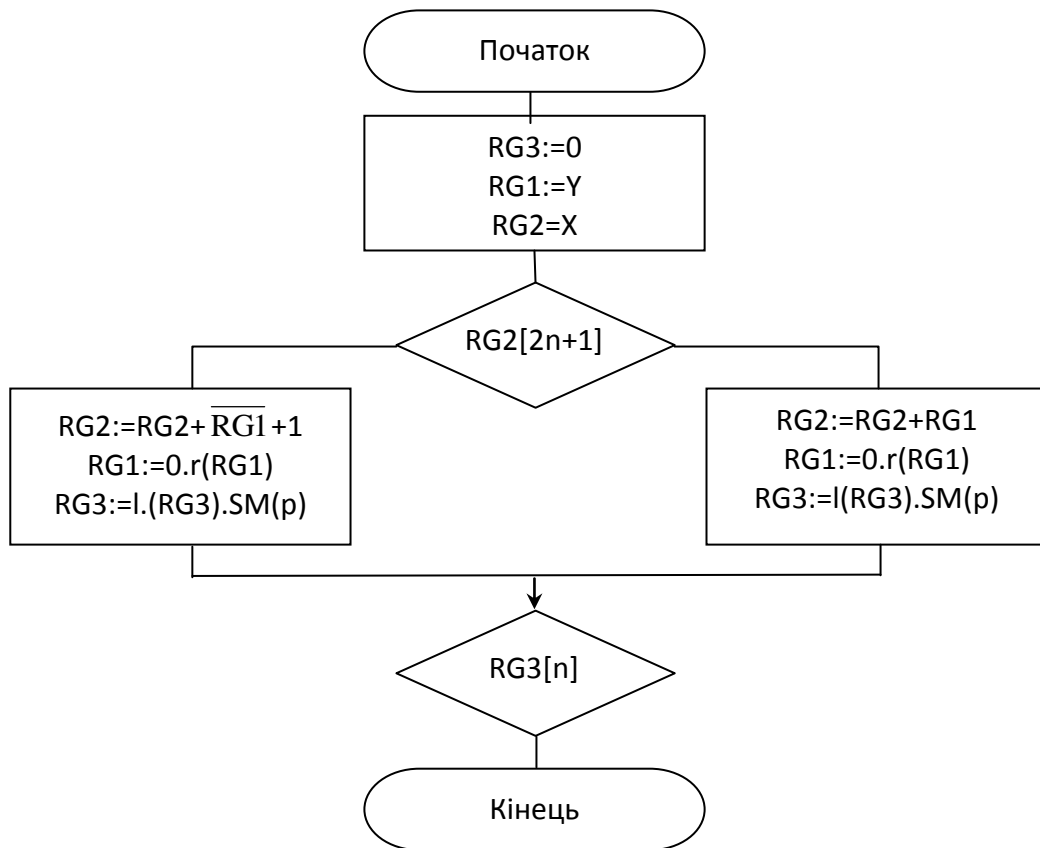 Початок
RG3:=0
RG1:=Y
RG2=X
RG2[2n+1]
RG2:=RG2+ R̅G̅1̅ +1
RG1:=0.r(RG1)
RG3:=l.(RG3).SM(p)
RG2:=RG2+RG1
RG1:=0.r(RG1)
RG3:=l(RG3).SM(p)
RG3[n]
Кінець